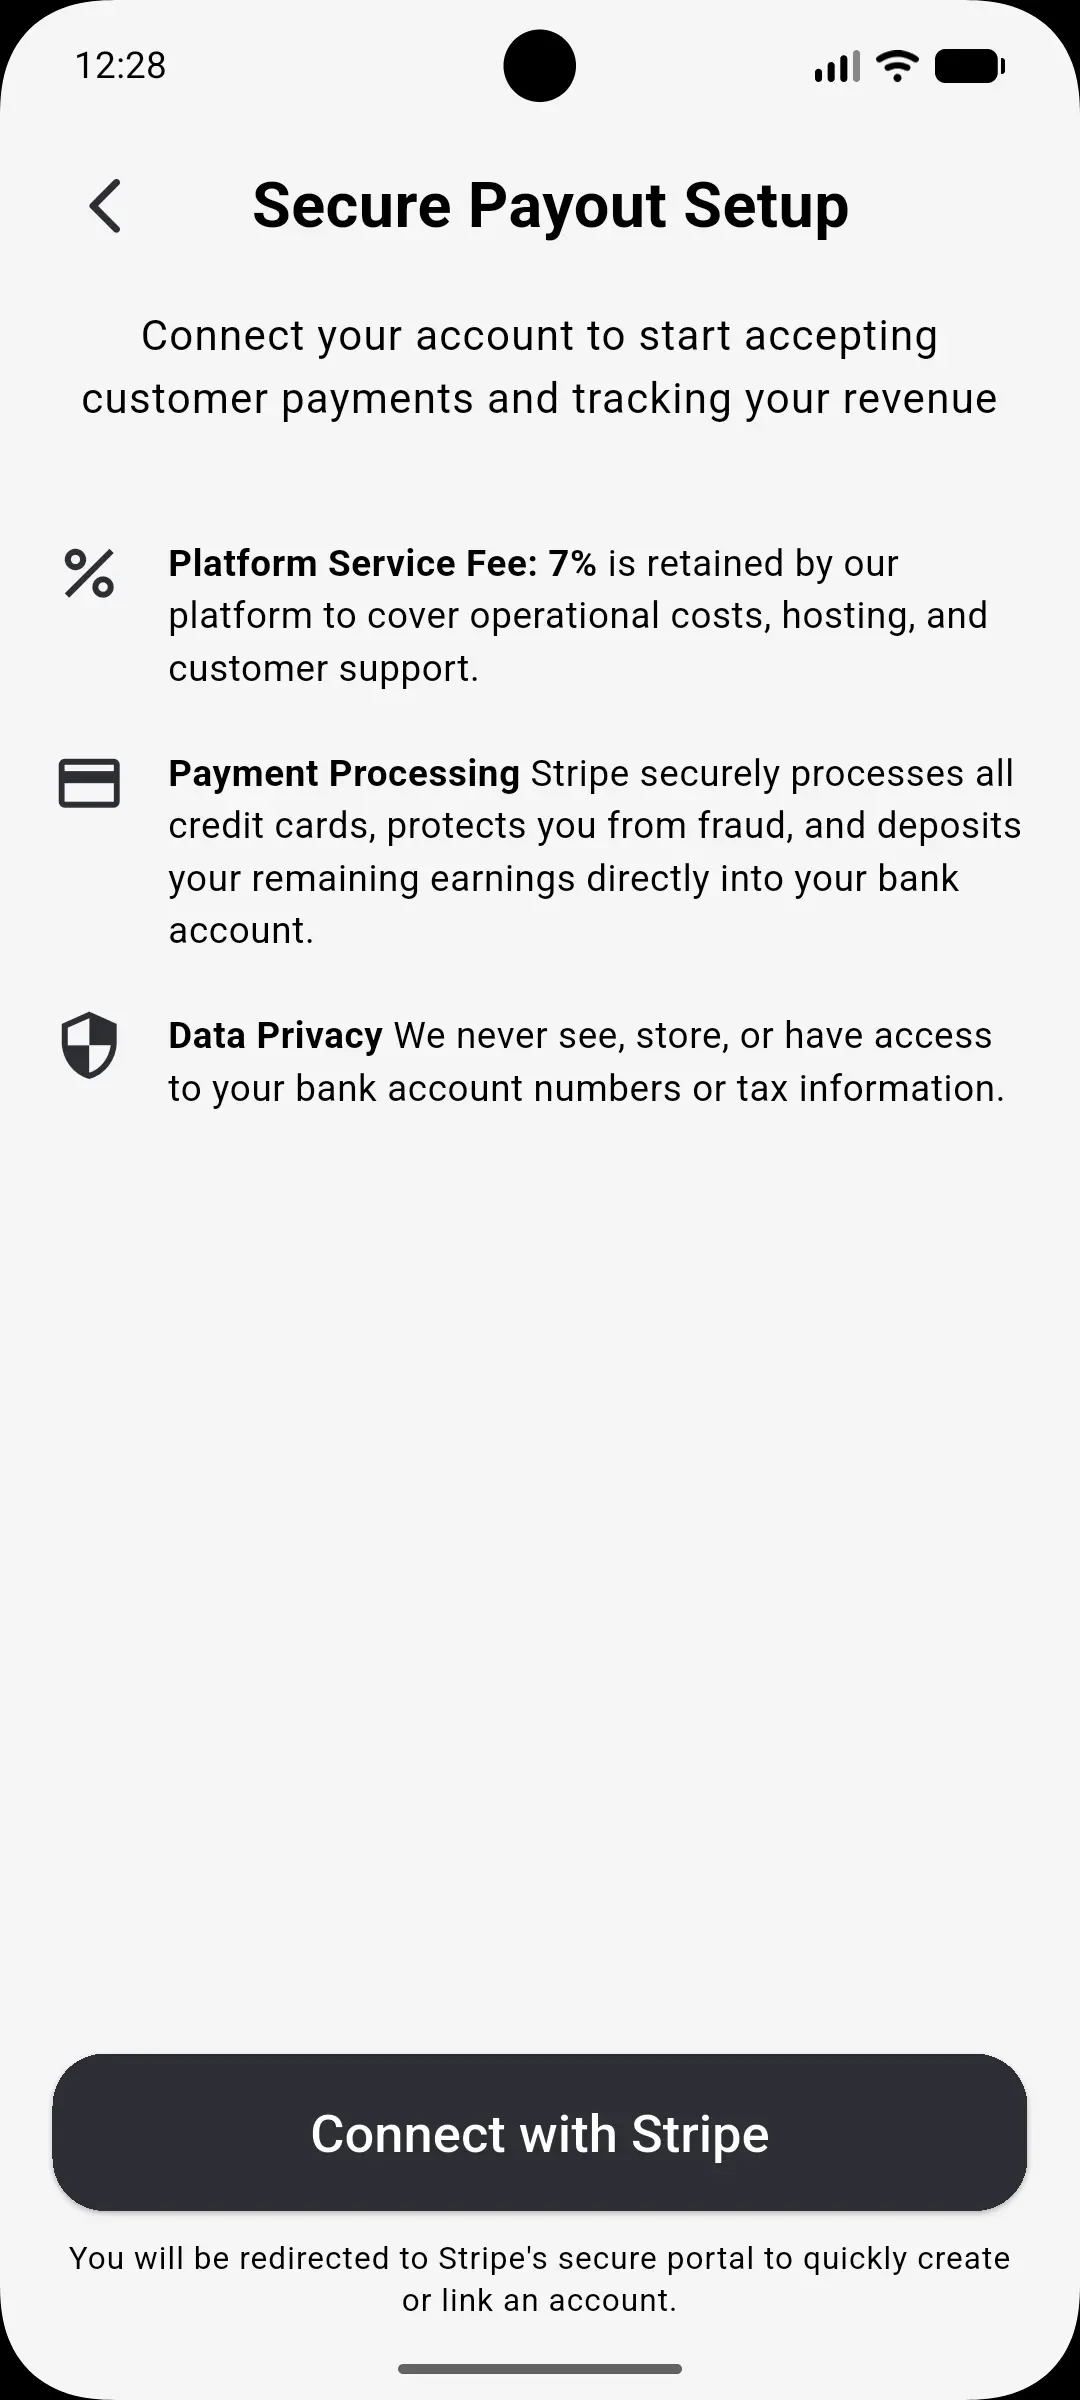 12:28
Secure Payout Setup
Connect your account to start accepting
customer payments and tracking your revenue
Platform Service Fee: 7% is retained by our
platform to cover operational costs, hosting, and
customer support.
Payment Processing Stripe securely processes all
credit cards, protects you from fraud, and deposits
your remaining earnings directly into your bank
account.
Data Privacy We never see, store, or have access
to your bank account numbers or tax information.
Connect with Stripe
You will be redirected to Stripe's secure portal to quickly create
or link an account.